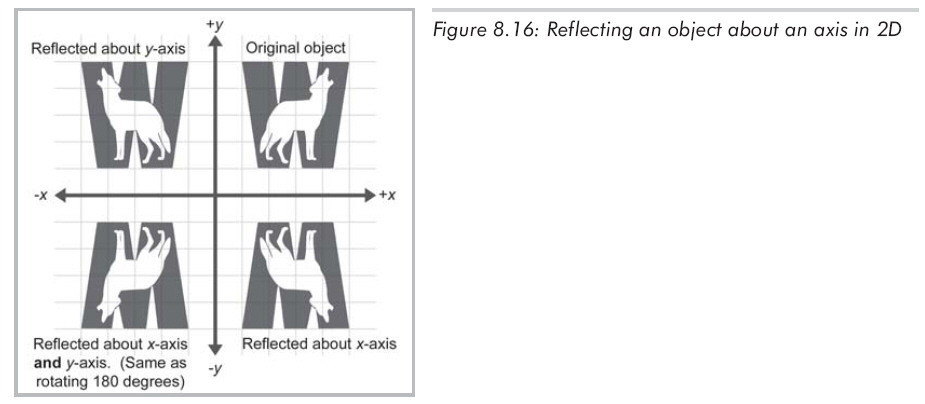 +y
Reflected about y-axis
Original object
-x
+x
Reflected about x-axis
and y-axis. (Same as
rotating 180 degrees)
-y
Reflected about x-axis
Figure 8.16: Reflecting an object about an axis in 2D